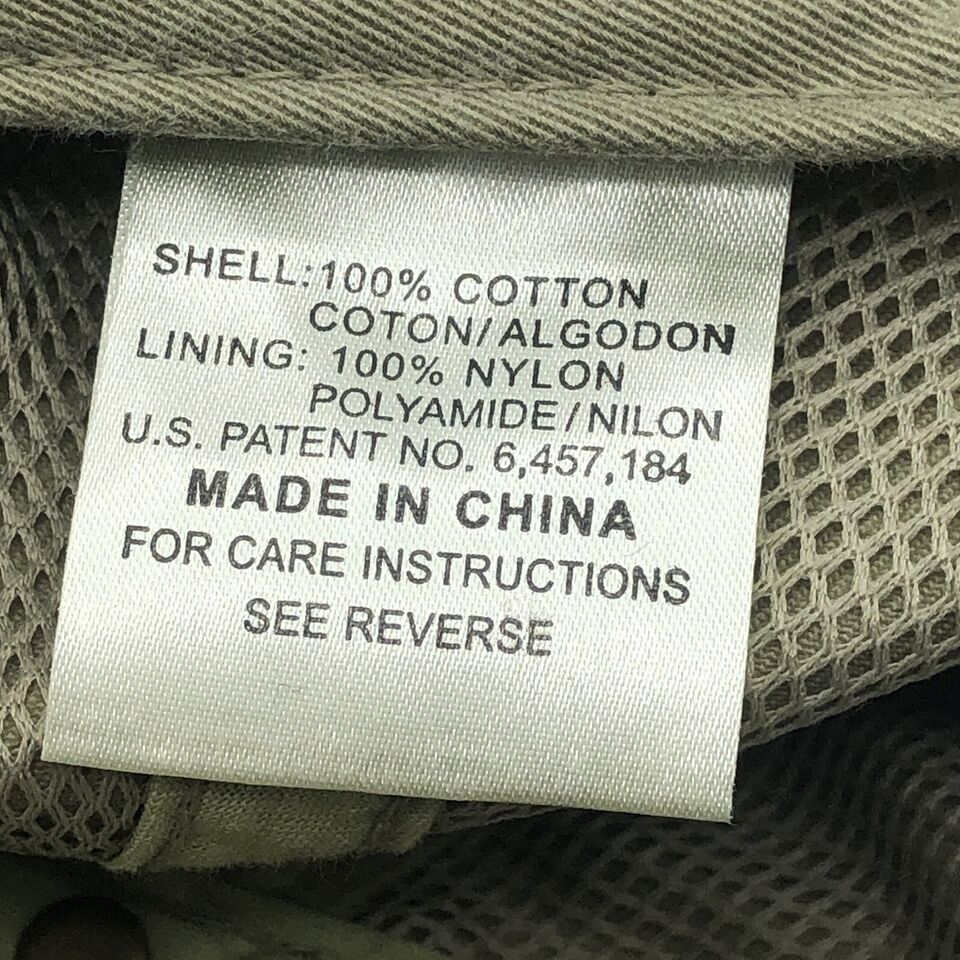 SHELL: 100% COTTON
COTON/ALGODON
LINING: 100% NYLON
POLYAMIDE/NILON
U.S. PATENT NO. 6,457,184
MADE IN CHINA
FOR CARE INSTRUCTIONS
SEE REVERSE